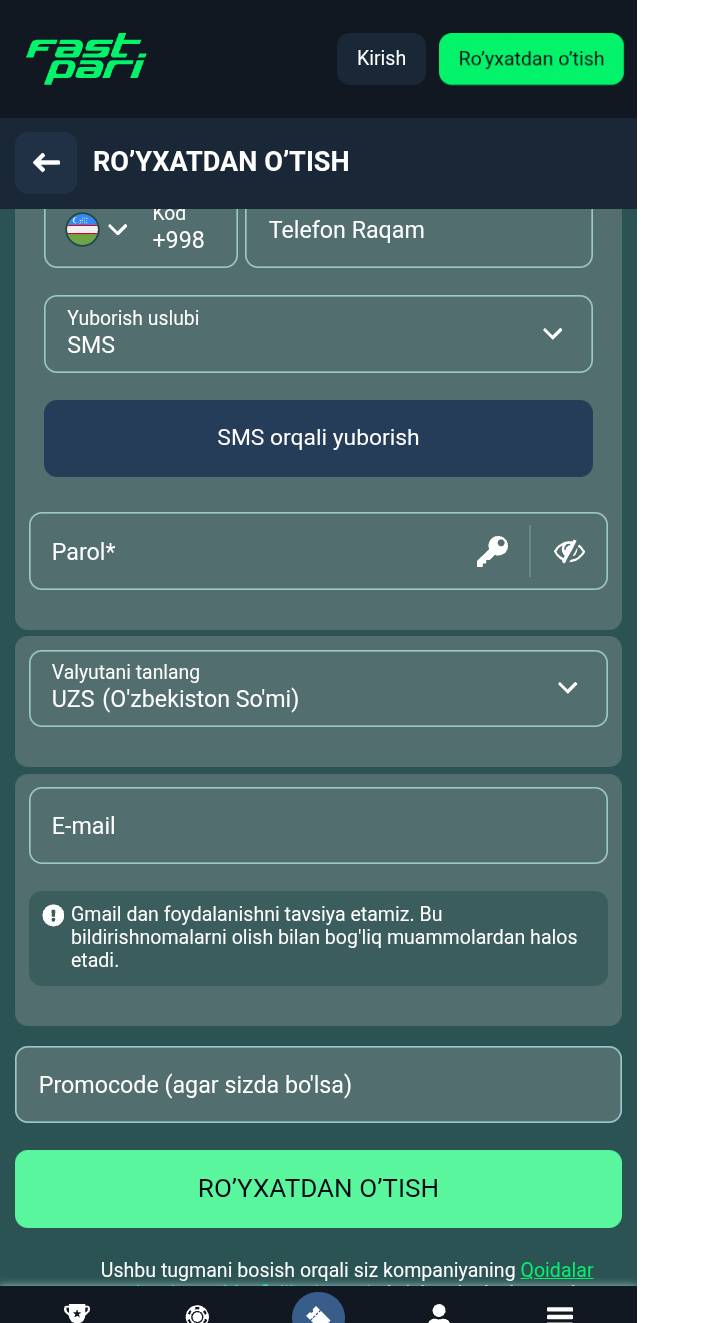 Fast
pari
Kirish
Ro‘yxatdan o‘tish
RO’YXATDAN O’TISH
Kod
+998
Telefon Raqam
Yuborish uslubi
SMS
SMS orqali yuborish
Parol*
Valyutani tanlang
UZS (O'zbekiston So'mi)
E-mail
Gmail dan foydalanishni tavsiya etamiz. Bu
bildirishnomalarni olish bilan bog'liq muammolardan halos
etadi.
Promocode (agar sizda bo'lsa)
RO’YXATDAN O’TISH
Ushbu tugmani bosish orqali siz kompaniyaning Qoidalar